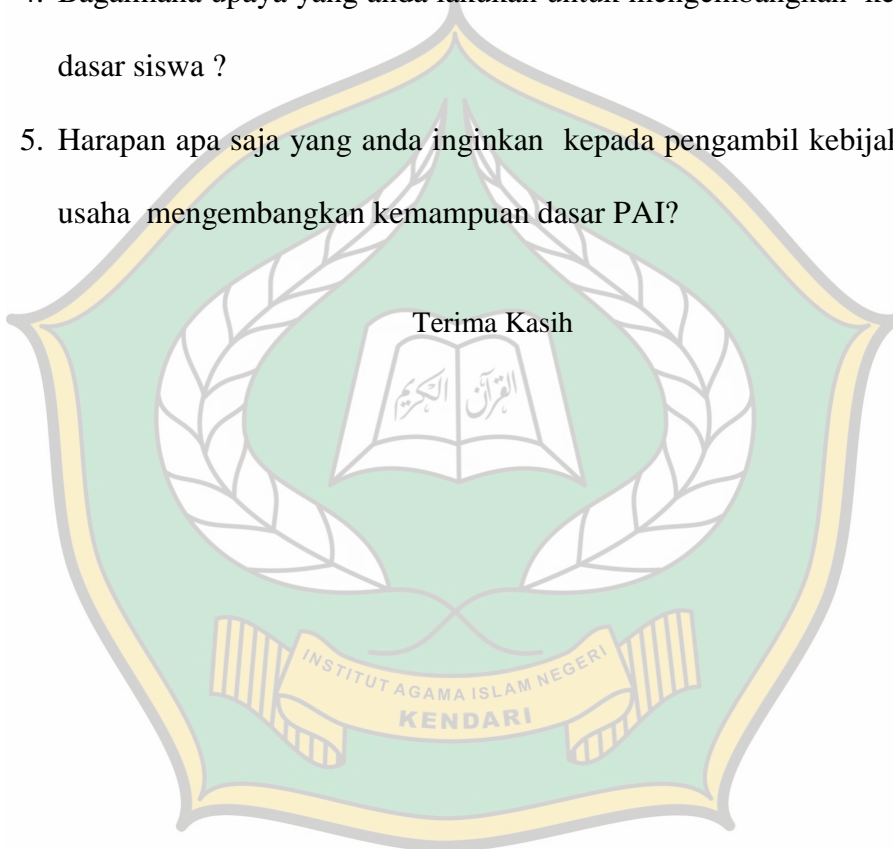 4. Bagaimana upaya yang anda lakukan untuk mengembangkan
dasar siswa ?
5. Harapan apa saja yang anda inginkan kepada pengambil
usaha mengembangkan kemampuan dasar PAI?
Terima Kasih
القرآن الكريم
INSTITUT AGAMA ISLAM NEGERI
KENDARI